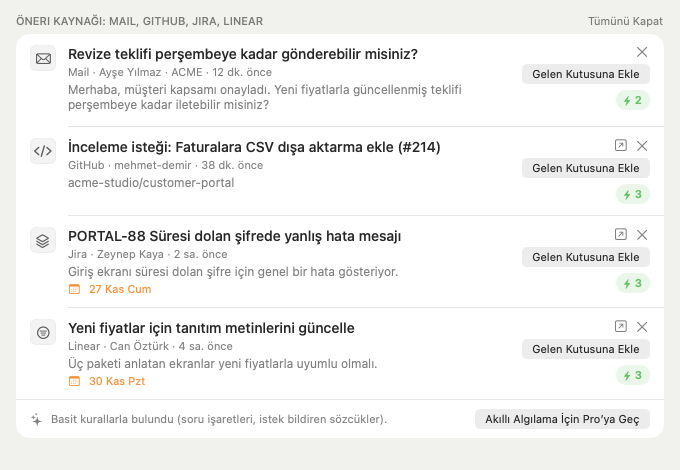 ÖNERİ KAYNAĞI: MAIL, GITHUB, JIRA, LINEAR
Tümünü Kapat
Revize teklifi perşembeye kadar gönderebilir misiniz?
Mail · Ayşe Yılmaz · ACME · 12 dk. önce
Gelen Kutusuna Ekle
Merhaba, müşteri kapsamı onayladı. Yeni fiyatlarla güncellenmiş teklifi
perşembeye kadar iletebilir misiniz?
2
İnceleme isteği: Faturalara CSV dışa aktarma ekle (#214)
GitHub · mehmet-demir · 38 dk. önce
Gelen Kutusuna Ekle
acme-studio/customer-portal
3
PORTAL-88 Süresi dolan şifrede yanlış hata mesajı
Jira · Zeynep Kaya · 2 sa. önce
Gelen Kutusuna Ekle
Giriş ekranı süresi dolan şifre için genel bir hata gösteriyor.
27 Kas Cum
3
Yeni fiyatlar için tanıtım metinlerini güncelle
Linear · Can Öztürk · 4 sa. önce
Gelen Kutusuna Ekle
Üç paketi anlatan ekranlar yeni fiyatlarla uyumlu olmalı.
30 Kas Pzt
3
Basit kurallarla bulundu (soru işaretleri, istek bildiren sözcükler).
Akıllı Algılama İçin Pro’ya Geç